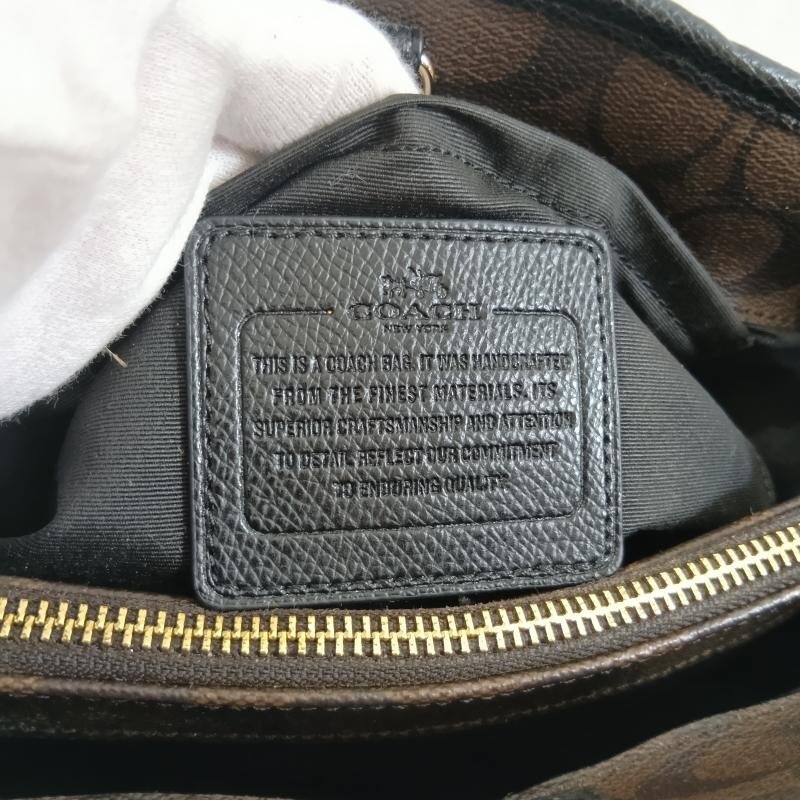 COACH
NEW YORK
THIS IS A COACH BAG. IT WAS HANDCRAFTED
FROM THE FINEST MATERIALS. ITS
SUPERIOR CRAFTSMANSHIP AND ATTENTION
TO DETAIL REFLECT OUR COMMITMENT
TO ENDURING QUALITY.